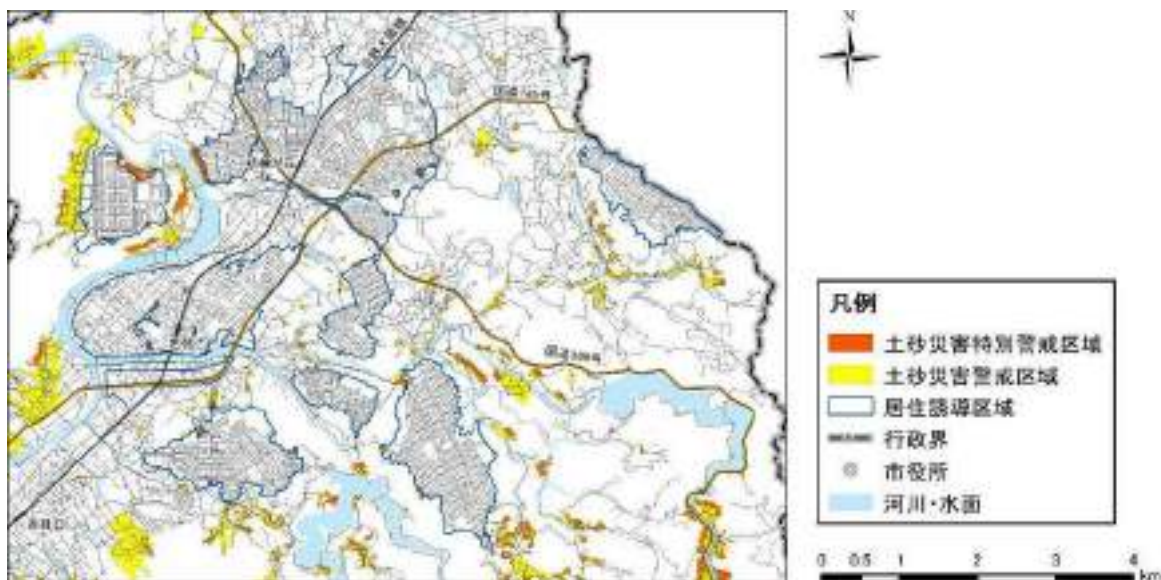 N
凡例
土砂災害特別警戒区域
土砂災害警戒区域
居住誘導区域
行政界
市役所
河川・水面
0 0.5 1 2 3 4
km